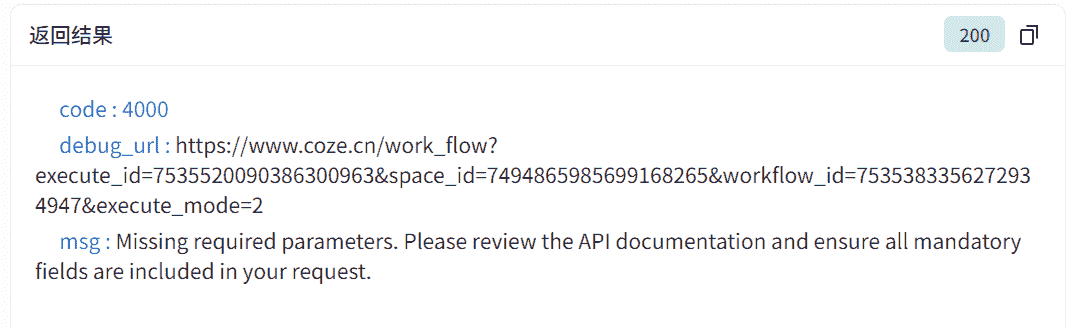 返回结果
200
code : 4000
debug_url : https://www.coze.cn/work_flow?
execute_id=7535520090386300963&space_id=7494865985699168265&workflow_id=753538335627293
4947&execute_mode=2
msg : Missing required parameters. Please review the API documentation and ensure all mandatory
fields are included in your request.